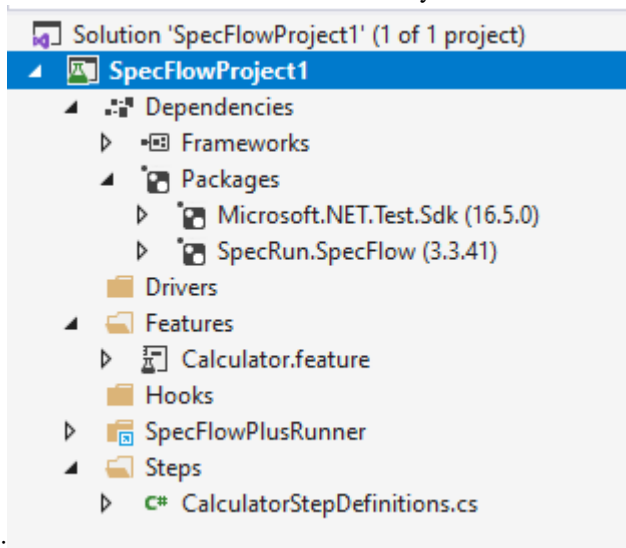 Solution 'SpecFlowProject1' (1 of 1 project)
SpecFlowProject1
Dependencies
Frameworks
Packages
Microsoft.NET.Test.Sdk (16.5.0)
SpecRun.SpecFlow (3.3.41)
Drivers
Features
Calculator.feature
Hooks
SpecFlowPlusRunner
Steps
C# CalculatorStepDefinitions.cs
.